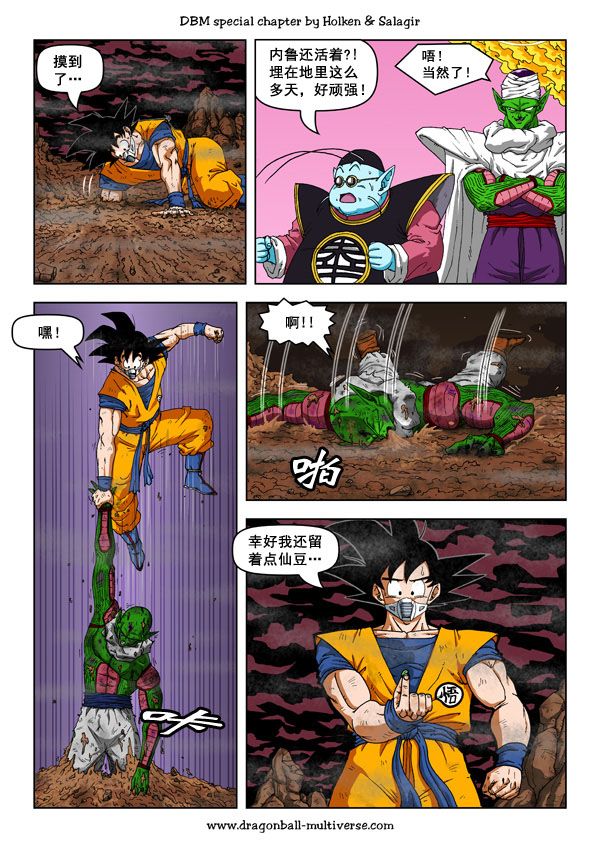 DBM special chapter by Holken & Salagir
摸到
了…
内鲁还活着?!
埋在地里这么
多天，好顽强！
唔！
当然了！
嘿！
咔
啊!!
啪
幸好我还留
着点仙豆…
悟
www.dragonball-multiverse.com